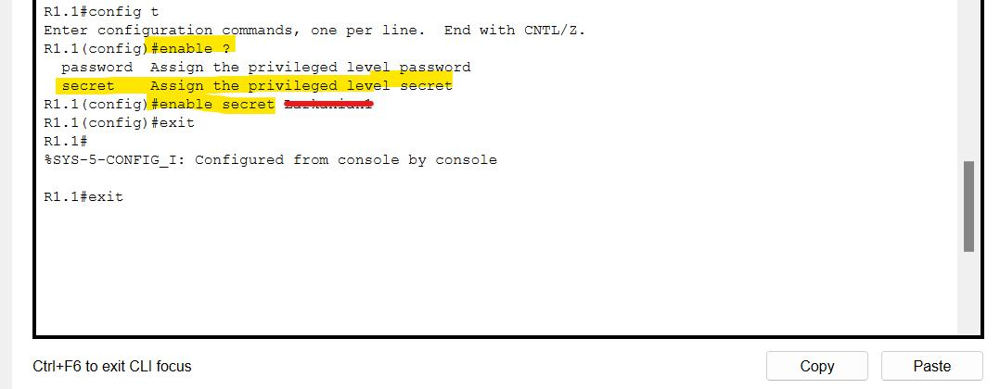 R1.1#config t
Enter configuration commands, one per line.  End with CNTL/Z.
R1.1(config)#enable ?
  password  Assign the privileged level password
  secret    Assign the privileged level secret
R1.1(config)#enable secret
R1.1(config)#exit
R1.1#
%SYS-5-CONFIG_I: Configured from console by console
R1.1#exit
Ctrl+F6 to exit CLI focus
Copy
Paste